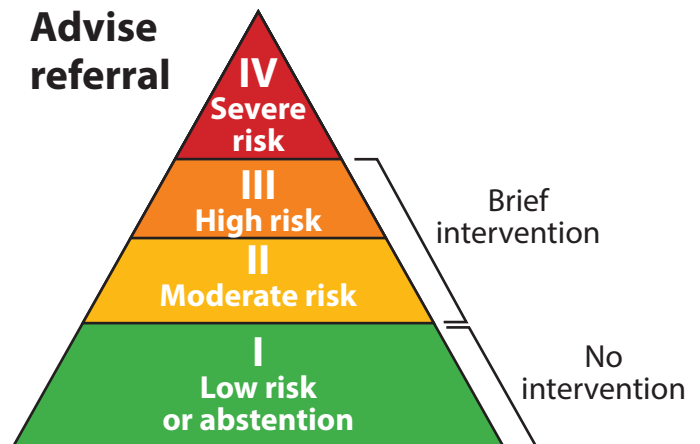 Advise
referral
IV
Severe
risk
III
High risk
Brief
intervention
II
Moderate risk
I
Low risk
or abstention
No
intervention